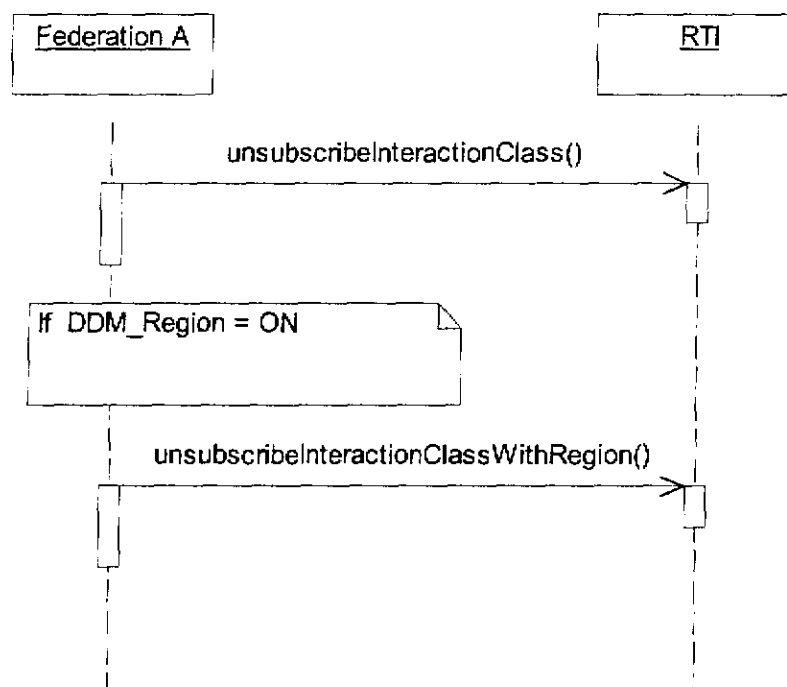 Federation A
RTI
unsubscribeInteractionClass()
If DDM_Region = ON
unsubscribeInteractionClassWithRegion()